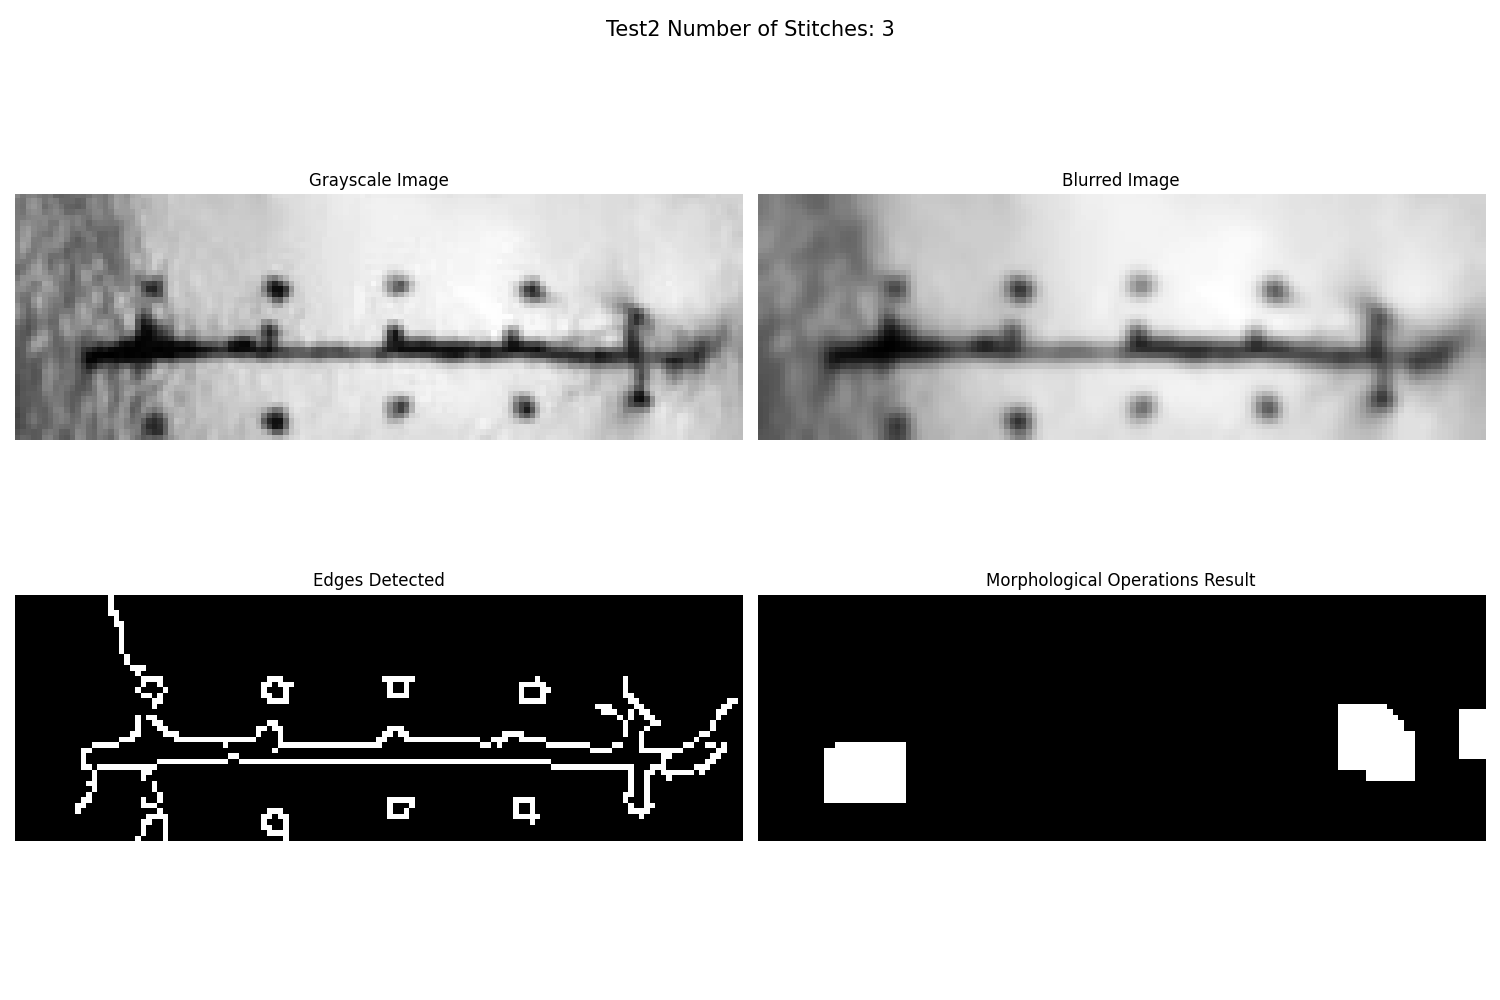 Test2 Number of Stitches: 3
Grayscale Image
Blurred Image
Edges Detected
Morphological Operations Result